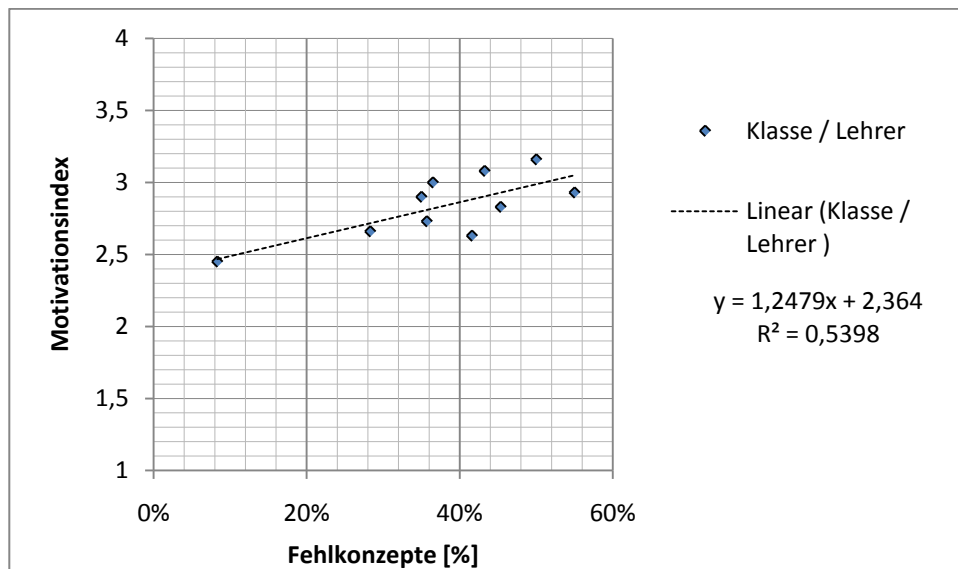 4
3,5
3
2,5
2
1,5
1
0%
20%
40%
60%
Motivationsindex
Fehlkonzepte [%]
Klasse / Lehrer
Linear (Klasse /
Lehrer )
y = 1,2479x + 2,364
R² = 0,5398